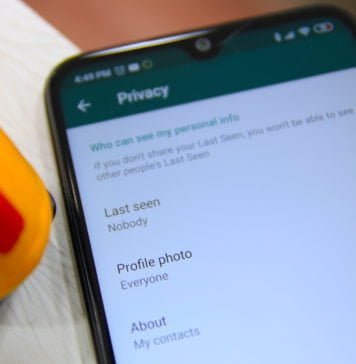 4:49 PM
Privacy
Who can see my personal info
If you don't share your Last Seen, you won't be able to see
other people's Last Seen
Last seen
Nobody
Profile photo
Everyone
About
My contacts